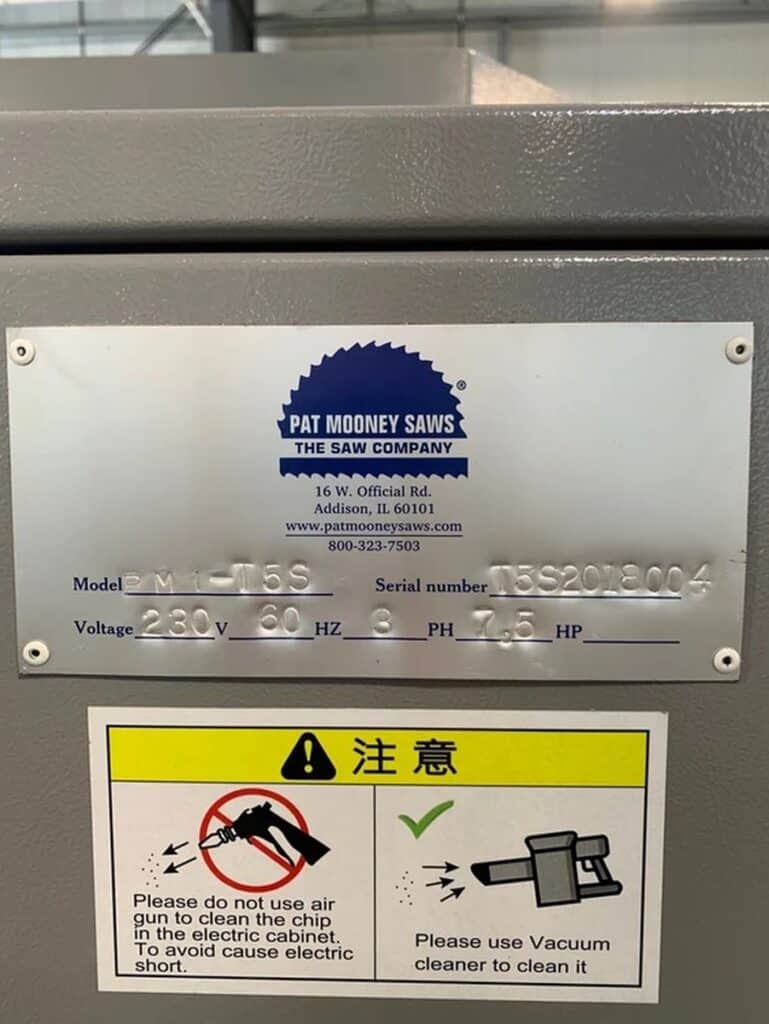 PAT MOONEY SAWS ®
THE SAW COMPANY
16 W. Official Rd.
Addison, IL 60101
www.patmooneysaws.com
800-323-7503
Model PM1-T5S Serial number T5S2018004
Voltage 230 V 60 HZ 3 PH 7,5 HP
注意
Please do not use air
gun to clean the chip
in the electric cabinet.
To avoid cause electric
short.
Please use Vacuum
cleaner to clean it